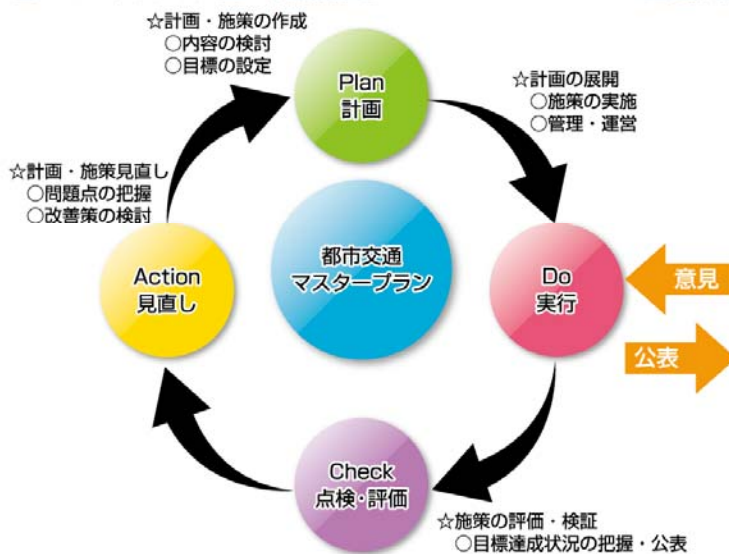 ☆計画・施策の作成
○内容の検討
○目標の設定
Plan
計画
☆計画の展開
○施策の実施
○管理・運営
☆計画・施策見直し
○問題点の把握
○改善策の検討
都市交通
マスタープラン
Action
見直し
Do
実行
意見
公表
Check
点検・評価
☆施策の評価・検証
○目標達成状況の把握・公表